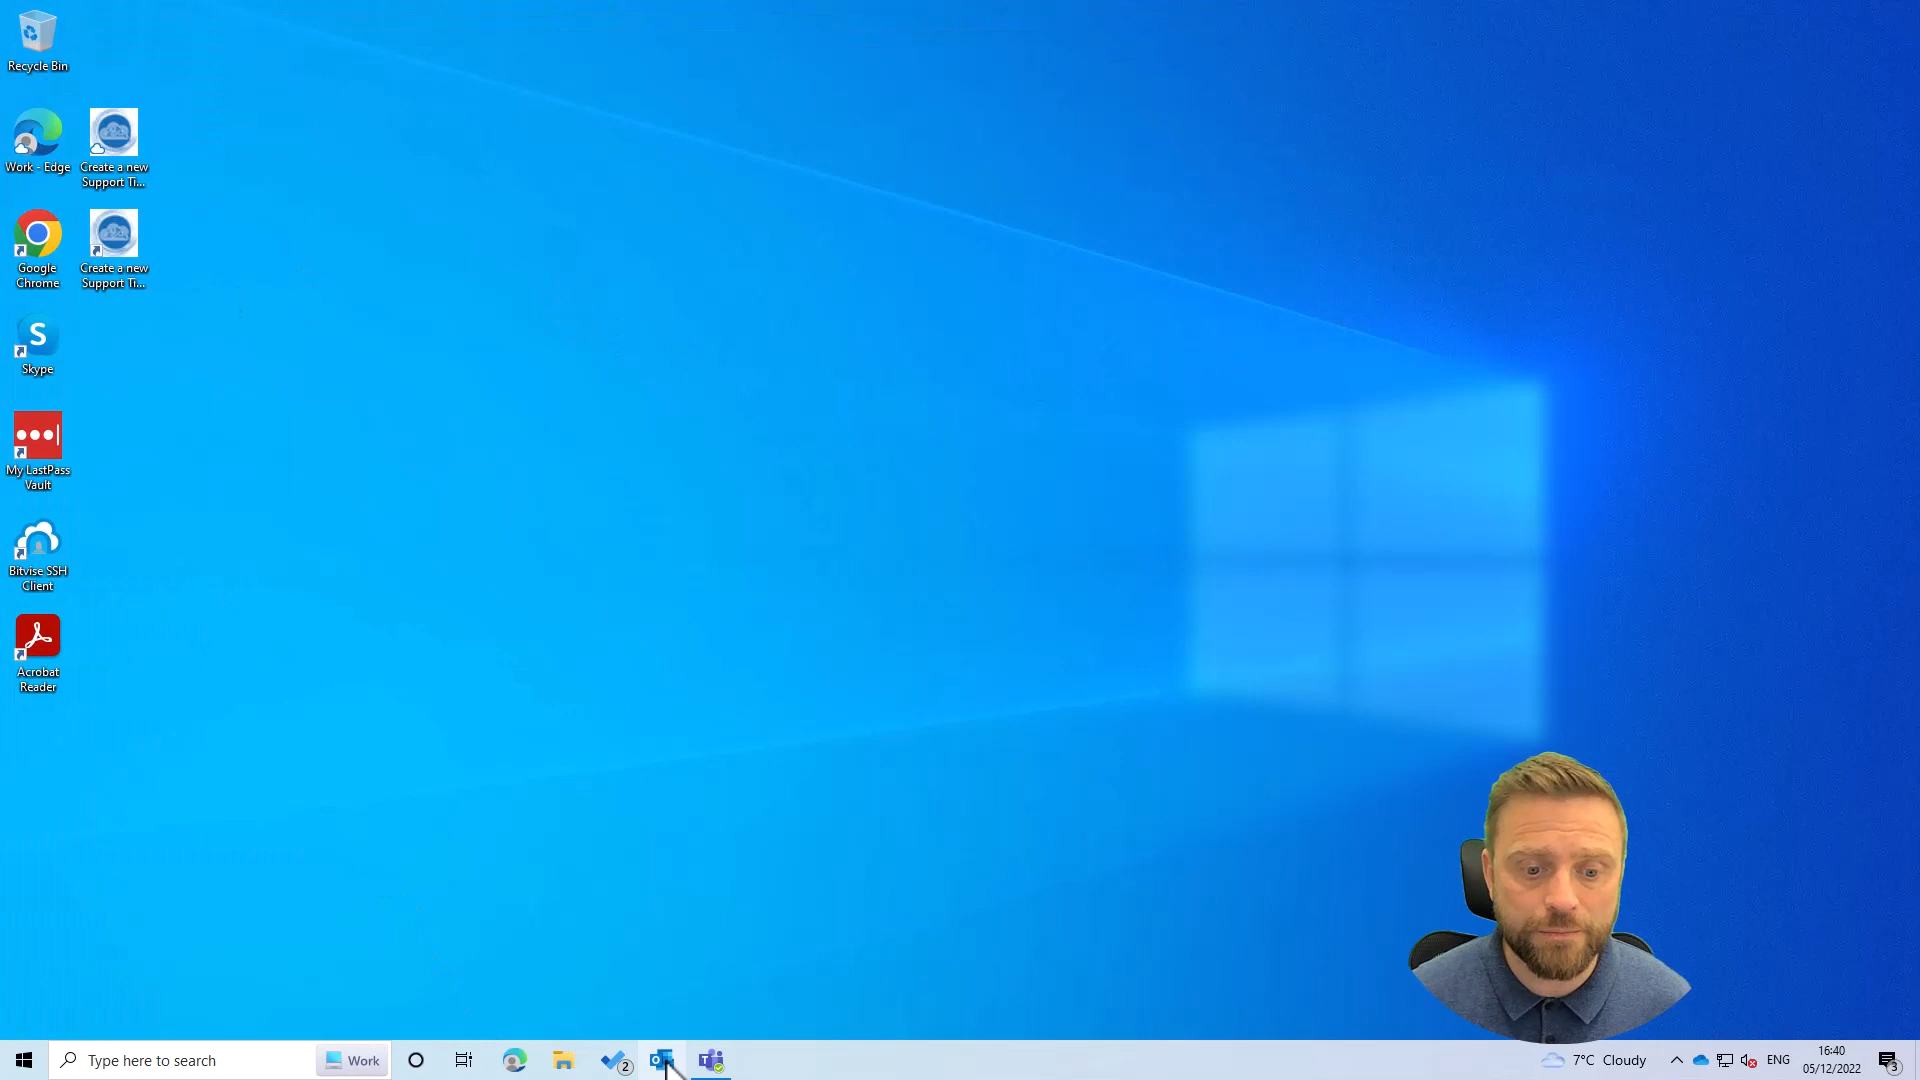 Recycle Bin
Work - Edge
Create a new
Support Ti...
Google
Chrome
Create a new
Support Ti...
S
Skype
My LastPass
Vault
Bitvise SSH
Client
Acrobat
Reader
Type here to search
Work
2
7°C Cloudy
ENG
16:40
05/12/2022
3